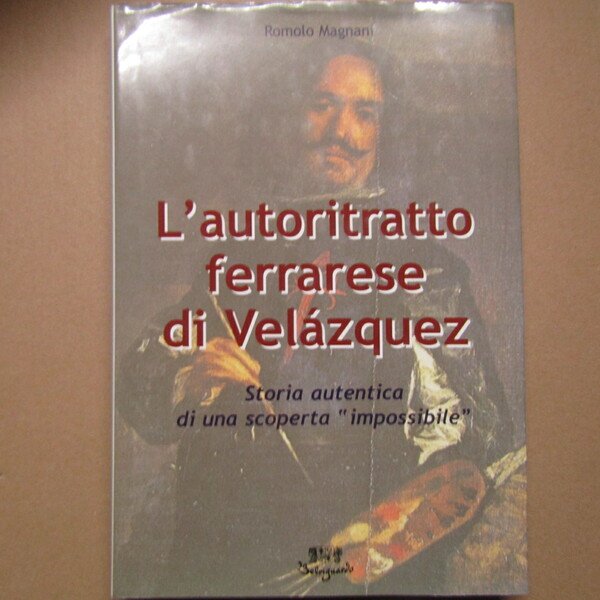 Romolo Magnani
L'autoritratto
ferrarese
di Velázquez
Storia autentica
di una scoperta "impossibile"